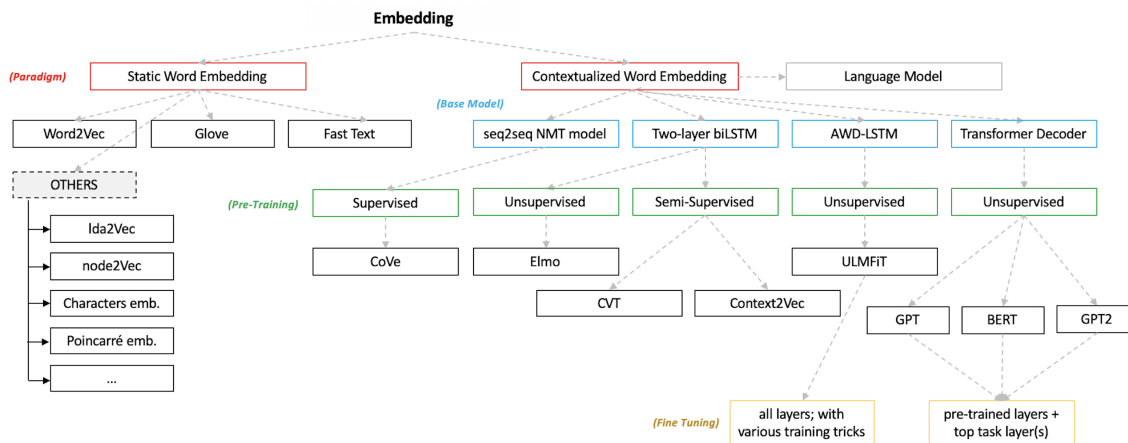 Embedding
(Paradigm)
Static Word Embedding
Contextualized Word Embedding
Language Model
(Base Model)
Word2Vec
Glove
Fast Text
seq2seq NMT model
Two-layer biLSTM
AWD-LSTM
Transformer Decoder
OTHERS
(Pre-Training)
Supervised
Unsupervised
Semi-Supervised
Unsupervised
Unsupervised
lda2Vec
node2Vec
Characters emb.
Poincarré emb.
...
CoVe
Elmo
ULMFiT
CVT
Context2Vec
GPT
BERT
GPT2
(Fine Tuning)
all layers; with
various training tricks
pre-trained layers +
top task layer(s)